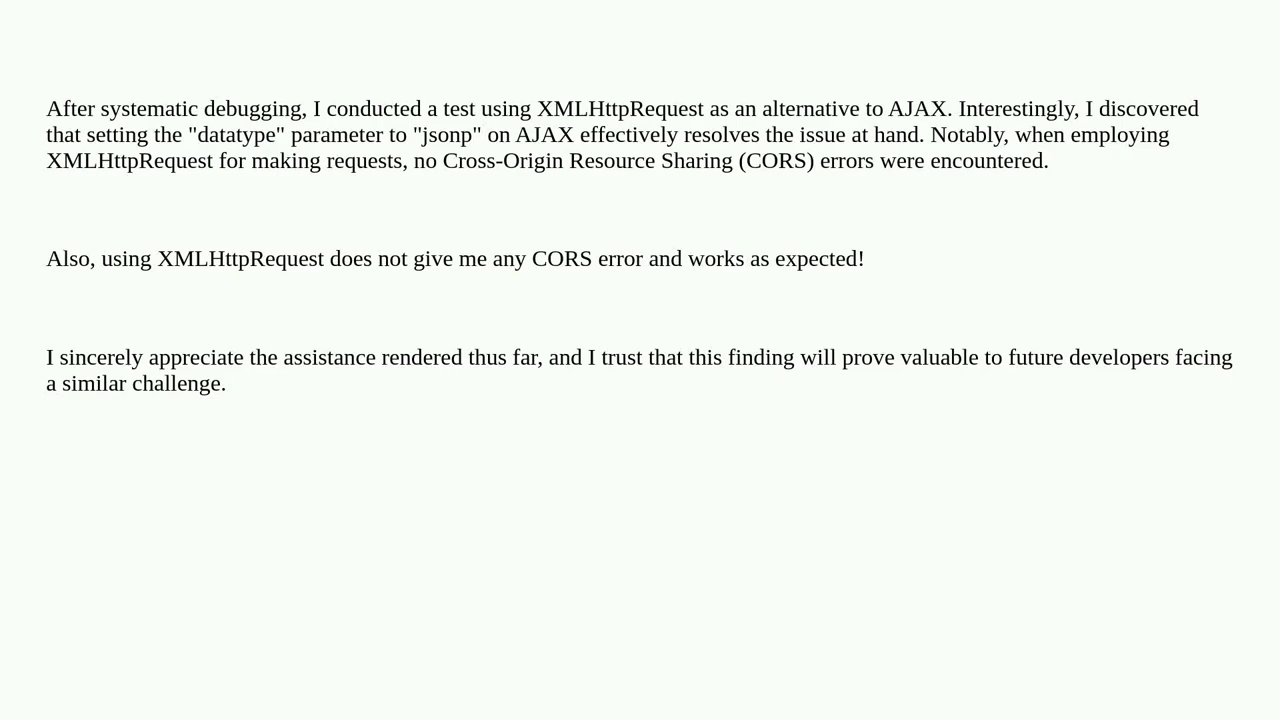 After systematic debugging, I conducted a test using XMLHttpRequest as an alternative to AJAX. Interestingly, I discovered
that setting the "datatype" parameter to "jsonp" on AJAX effectively resolves the issue at hand. Notably, when employing
XMLHttpRequest for making requests, no Cross-Origin Resource Sharing (CORS) errors were encountered.
Also, using XMLHttpRequest does not give me any CORS error and works as expected!
I sincerely appreciate the assistance rendered thus far, and I trust that this finding will prove valuable to future developers facing
a similar challenge.